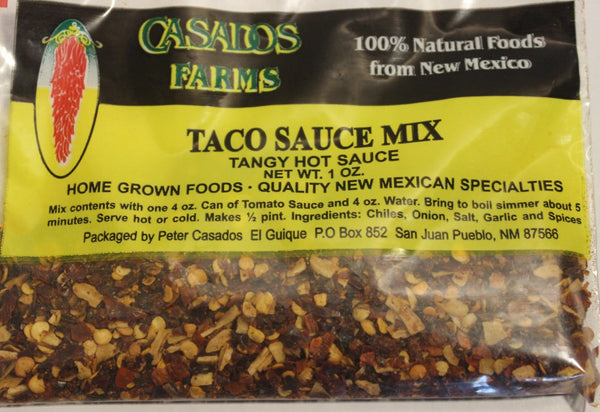 CASADOS
FARMS
100% Natural Foods
from New Mexico
TACO SAUCE MIX
TANGY HOT SAUCE
NET WT. 1 OZ.
HOME GROWN FOODS · QUALITY NEW MEXICAN SPECIALTIES
Mix contents with one 4 oz. Can of Tomato Sauce and 4 oz. Water. Bring to boil simmer about 5
minutes. Serve hot or cold. Makes ½ pint. Ingredients: Chiles, Onion, Salt, Garlic and Spices
Packaged by Peter Casados El Guique P.O Box 852 San Juan Pueblo, NM 87566